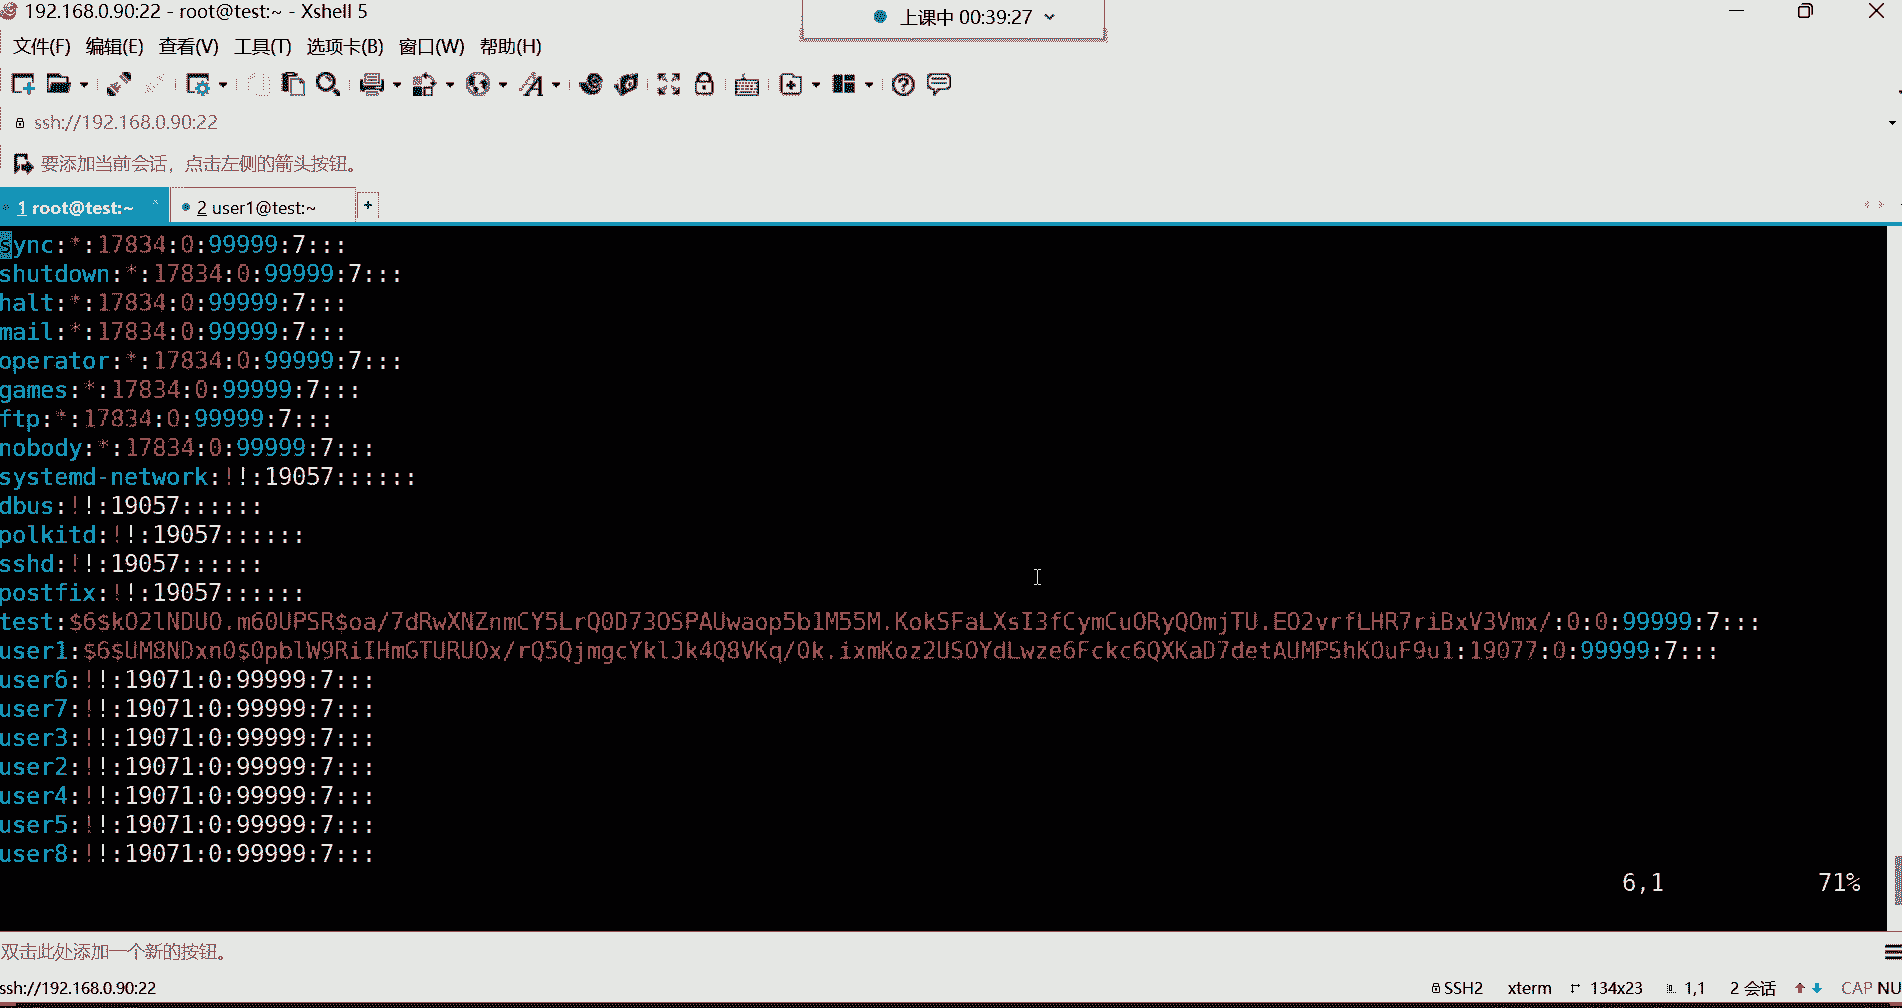 192.168.0.90:22 - root@test:~ - Xshell 5
上课中 00:39:27
文件(F) 编辑(E) 查看(V) 工具(T) 选项卡(B) 窗口(W) 帮助(H)
ssh://192.168.0.90:22
要添加当前会话，点击左侧的箭头按钮。
1 root@test:~ 2 user1@test:~
sync:*:17834:0:99999:7:::
shutdown:*:17834:0:99999:7:::
halt:*:17834:0:99999:7:::
mail:*:17834:0:99999:7:::
operator:*:17834:0:99999:7:::
games:*:17834:0:99999:7:::
ftp:*:17834:0:99999:7:::
nobody:*:17834:0:99999:7:::
systemd-network:!!:19057::::::
dbus:!!:19057::::::
polkitd:!!:19057::::::
sshd:!!:19057::::::
postfix:!!:19057::::::
test:$6$kO2lNDUO.m60UPSR$oa/7dRwXNZnmCY5LrQ0D73OSPAUwaop5b1M55M.KokSFaLXsI3fCymCuORyQOmjTU.EO2vrfLHR7riBxV3Vmx/:0:0:99999:7:::
user1:$6$UM8NDxn0$0pblW9RiIHmGTURUOx/rQ5QjmgcYklJk4Q8VKq/0k.ixmKoz2USOYdLwze6Fckc6QXKaD7detAUMPShKOuF9u1:19077:0:99999:7:::
user6:!!:19071:0:99999:7:::
user7:!!:19071:0:99999:7:::
user3:!!:19071:0:99999:7:::
user2:!!:19071:0:99999:7:::
user4:!!:19071:0:99999:7:::
user5:!!:19071:0:99999:7:::
user8:!!:19071:0:99999:7:::
6,1 71%
双击此处添加一个新的按钮。
ssh://192.168.0.90:22 SSH2 xterm 134x23 1,1 2 会话 CAP NU